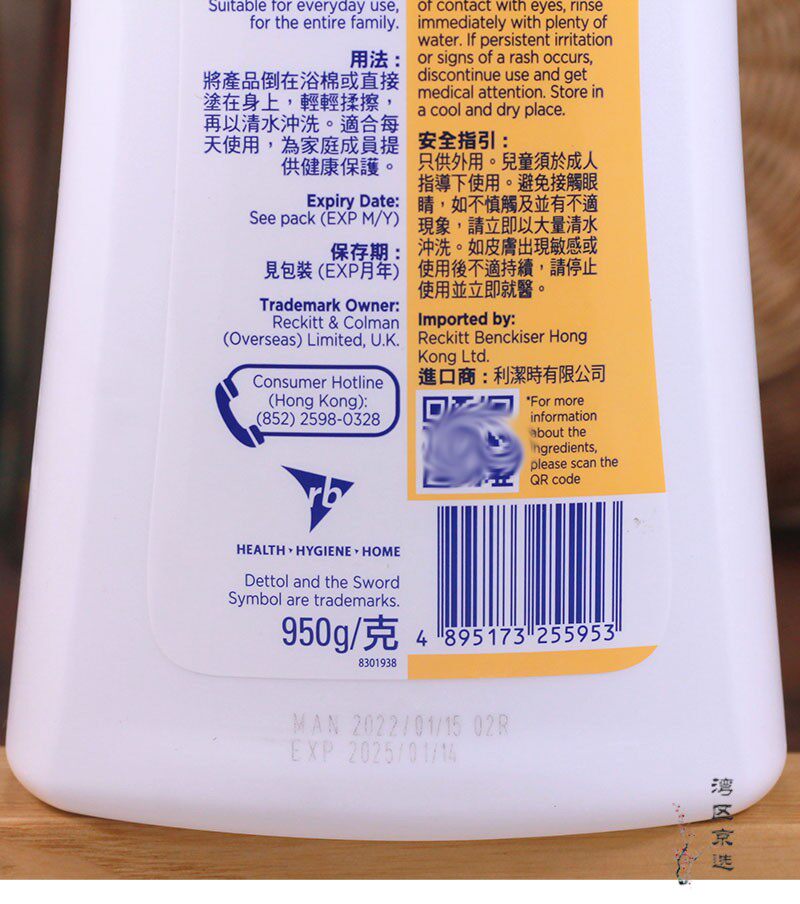 Suitable for everyday use,
for the entire family.
用法：
將產品倒在浴棉或直接
塗在身上，輕輕揉擦，
再以清水沖洗。適合每
天使用，為家庭成員提
供健康保護。
Expiry Date:
See pack (EXP M/Y)
保存期：
見包裝 (EXP月年)
Trademark Owner:
Reckitt & Colman
(Overseas) Limited, U.K.
Consumer Hotline
(Hong Kong):
(852) 2598-0328
rb
HEALTH › HYGIENE › HOME
Dettol and the Sword
Symbol are trademarks.
950g/克
8301938
of contact with eyes, rinse
immediately with plenty of
water. If persistent irritation
or signs of a rash occurs,
discontinue use and get
medical attention. Store in
a cool and dry place.
安全指引：
只供外用。兒童須於成人
指導下使用。避免接觸眼
睛，如不慎觸及並有不適
現象，請立即以大量清水
沖洗。如皮膚出現敏感或
使用後不適持續，請停止
使用並立即就醫。
Imported by:
Reckitt Benckiser Hong
Kong Ltd.
進口商：利潔時有限公司
*For more
information
about the
ingredients,
please scan the
QR code
4 895173 255953
MAN 2022/01/15 02R
EXP 2025/01/14
湾区京选